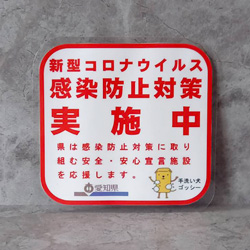 新型コロナウイルス
感染防止対策
実施中
県は感染防止対策に取り
組む安全・安心宣言施設
を応援します。
愛知県
手洗い犬
ゴッシー